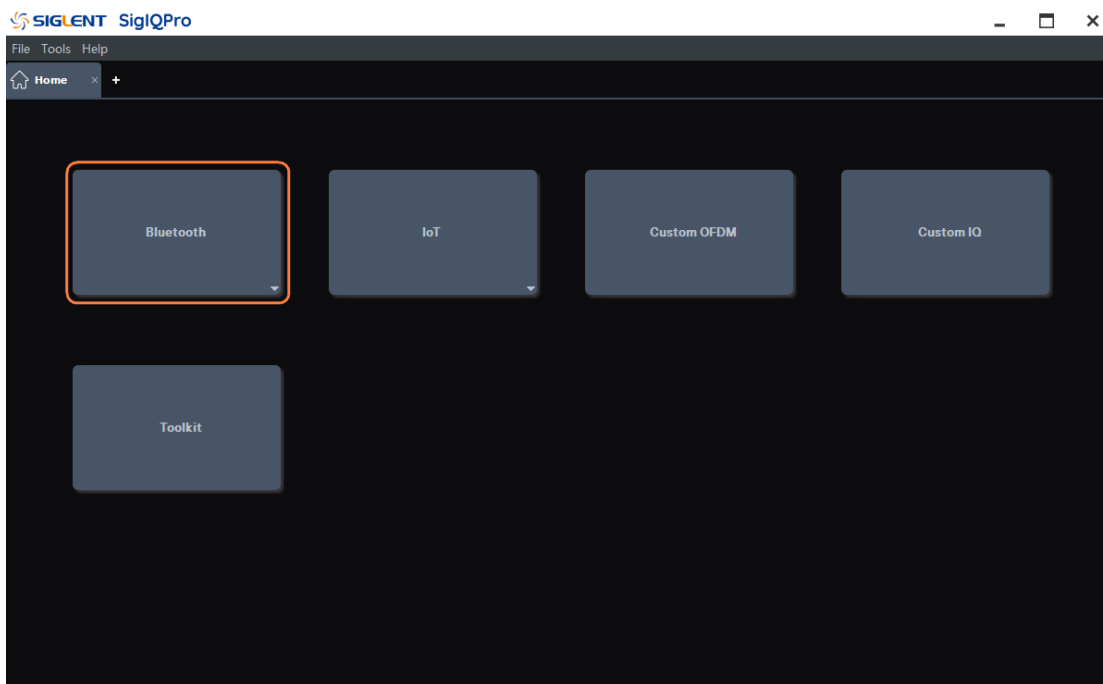 SIGLENT SigIQPro
File Tools Help
Home
Bluetooth
IoT
Custom OFDM
Custom IQ
Toolkit